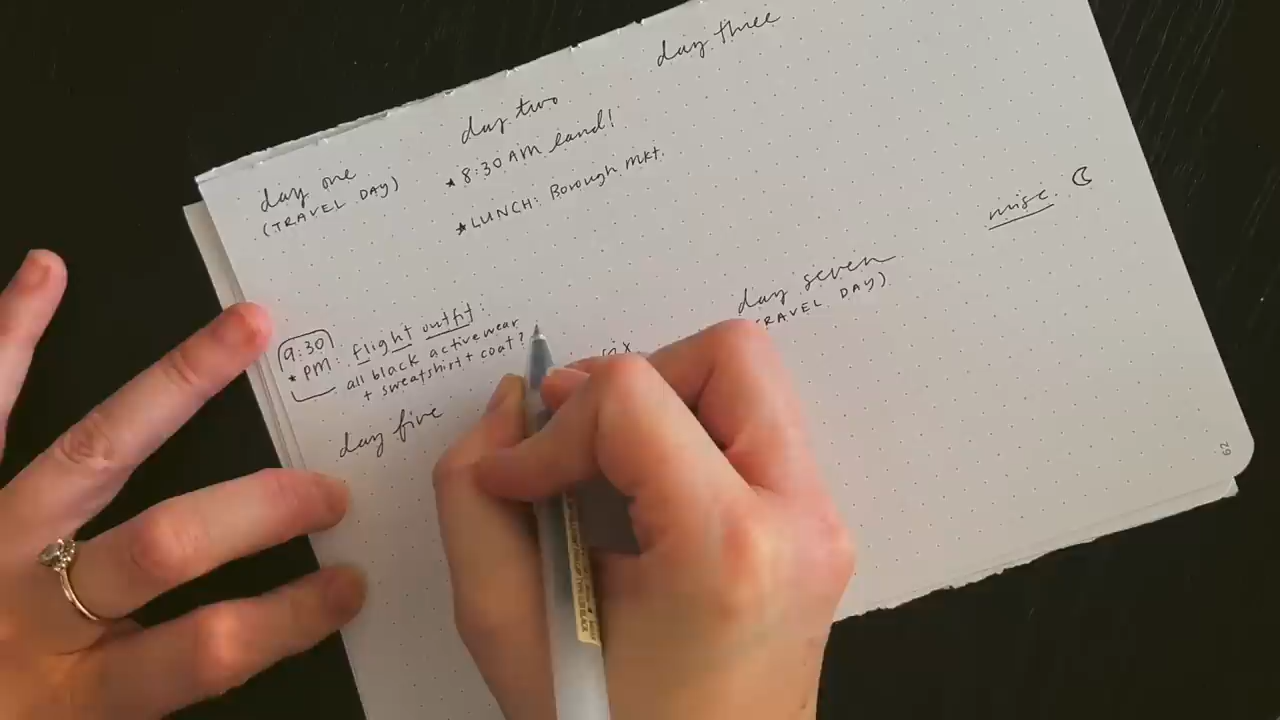 day three
day two
★ 8:30 AM land!
★ LUNCH: Borough mkt.
day one
(TRAVEL DAY)
9:30
★ PM: flight outfit:
all black activewear
+ sweatshirt + coat?
day five
six
day seven
TRAVEL DAY)
misc.
62